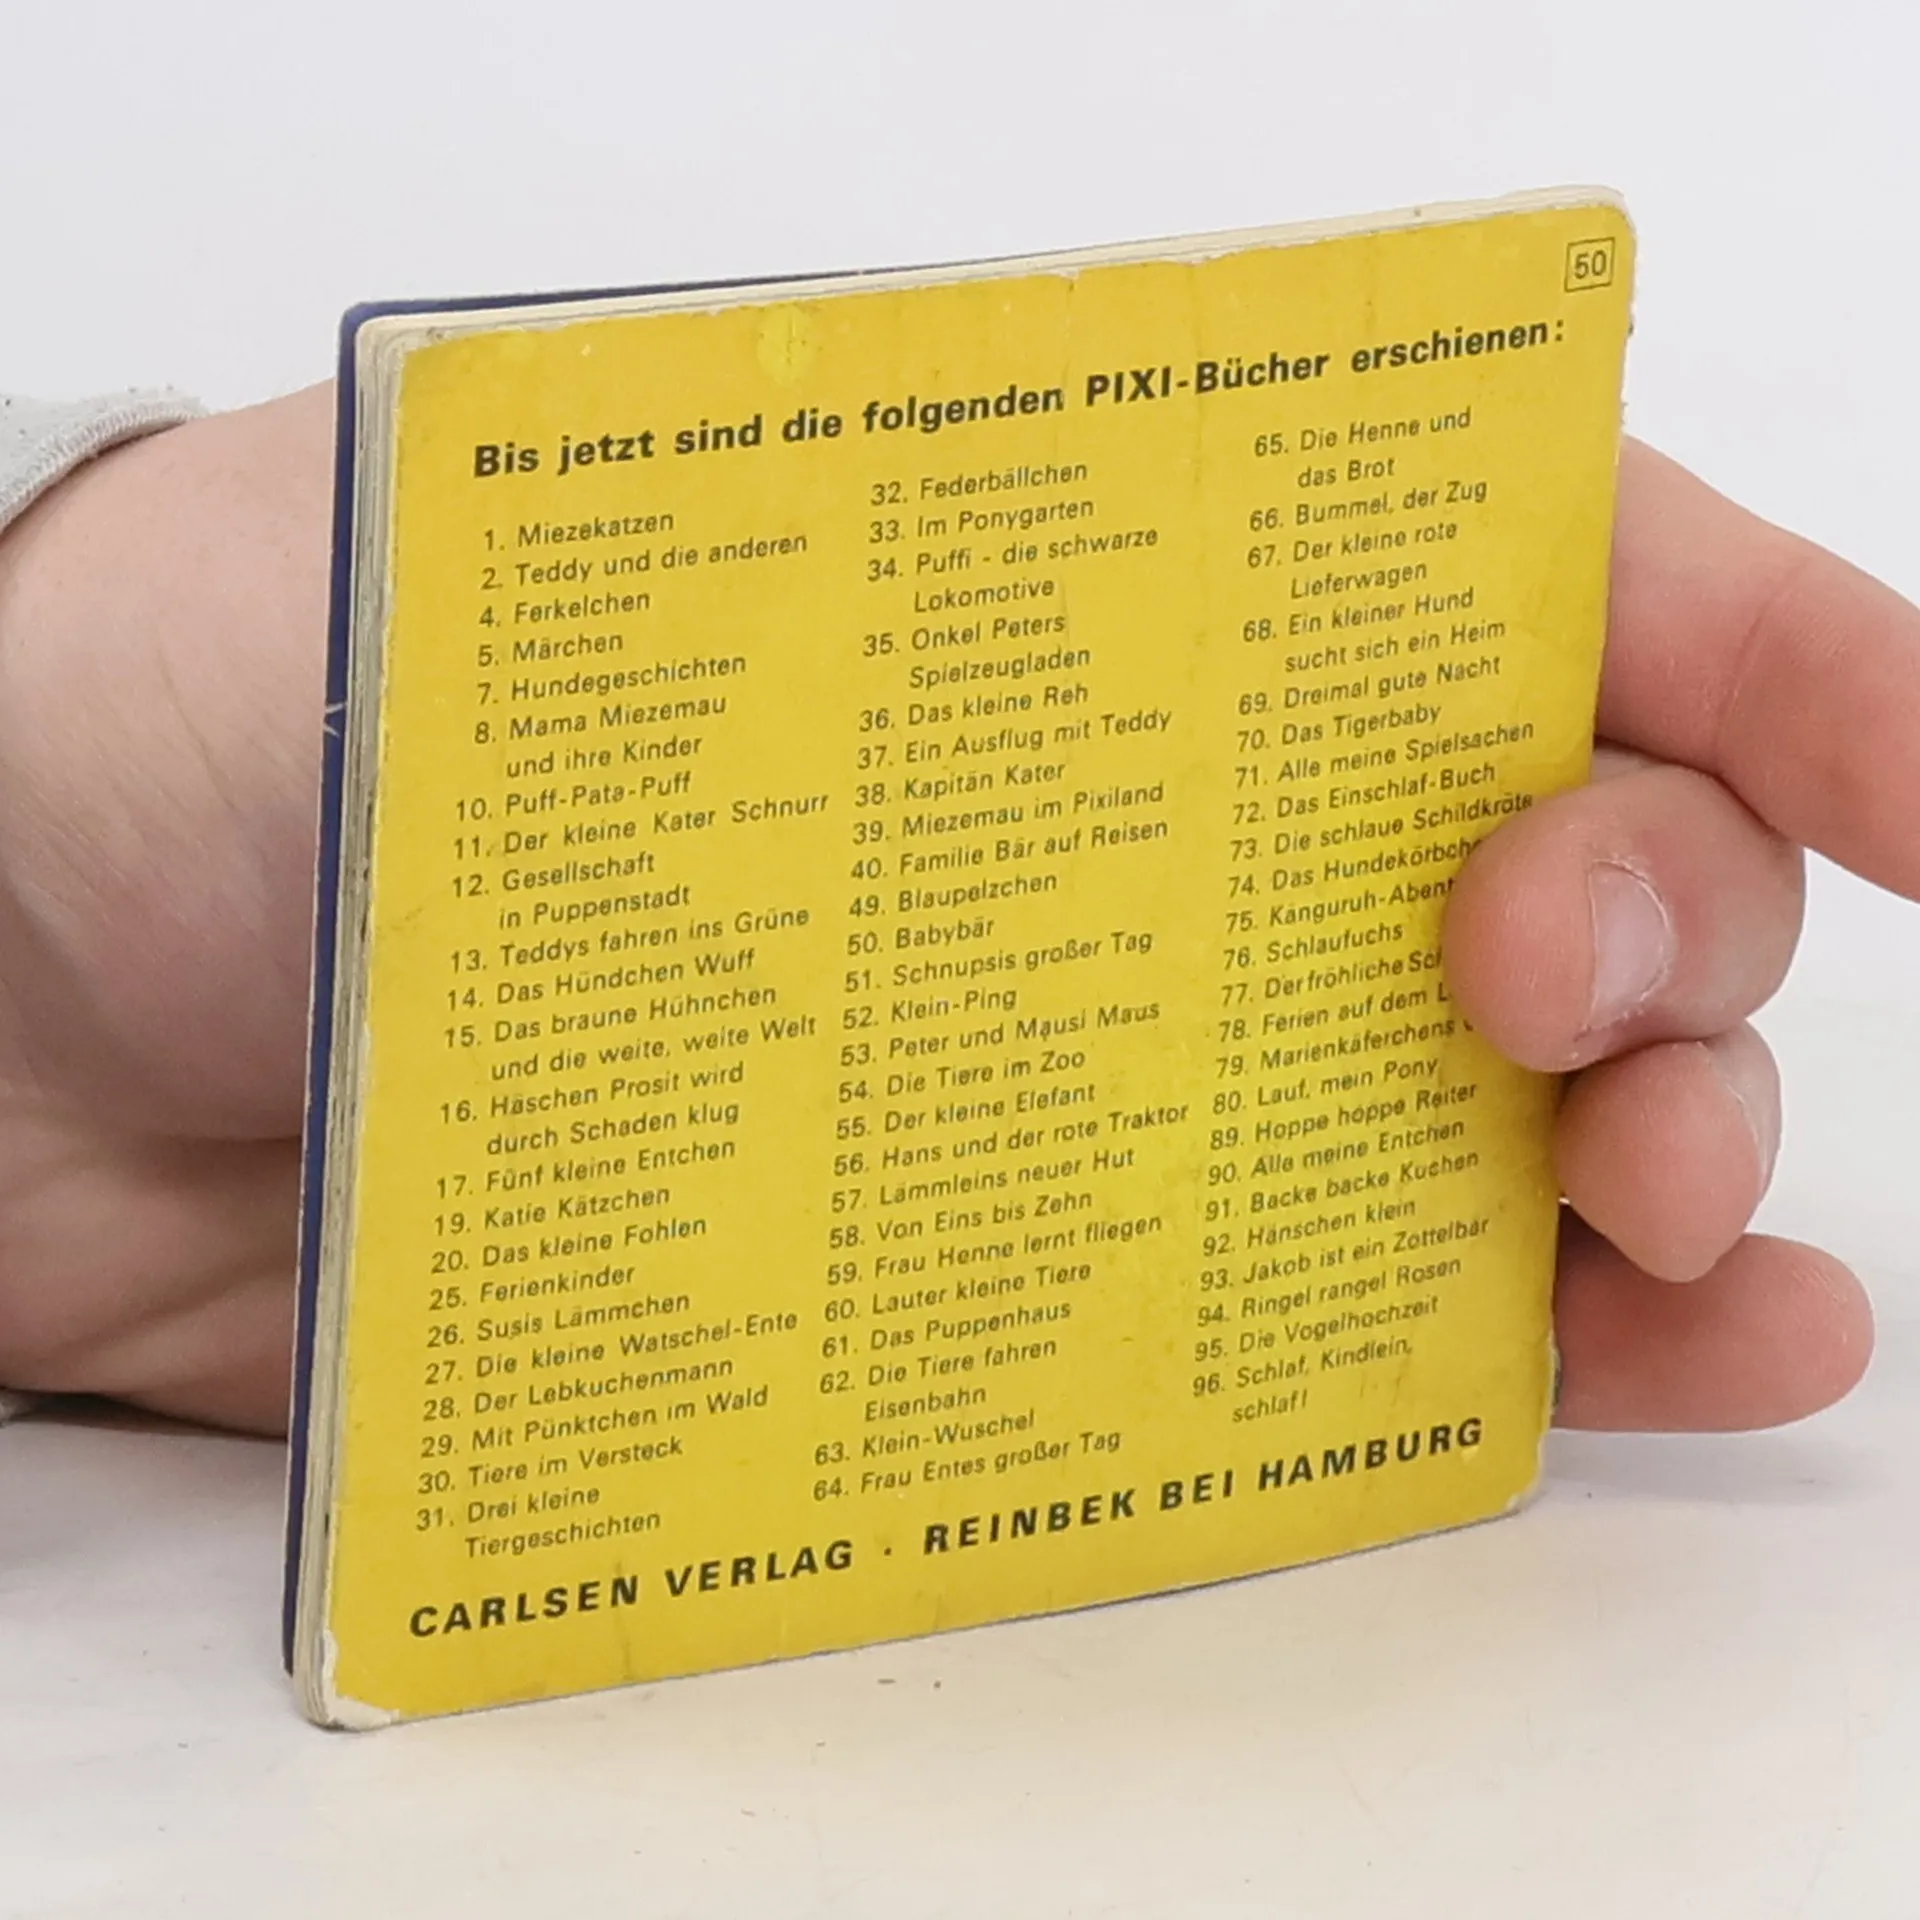 50
Bis jetzt sind die folgenden PIXI-Bücher erschienen:
1. Miezekatzen
2. Teddy und die anderen
4. Ferkelchen
5. Märchen
7. Hundegeschichten
8. Mama Miezemau
und ihre Kinder
10. Puff-Pata-Puff
11. Der kleine Kater Schnurr
12. Gesellschaft
in Puppenstadt
13. Teddys fahren ins Grüne
14. Das Hündchen Wuff
15. Das braune Hühnchen
und die weite, weite Welt
16. Häschen Prosit wird
durch Schaden klug
17. Fünf kleine Entchen
19. Katie Kätzchen
20. Das kleine Fohlen
25. Ferienkinder
26. Susis Lämmchen
27. Die kleine Watschel-Ente
28. Der Lebkuchenmann
29. Mit Pünktchen im Wald
30. Tiere im Versteck
31. Drei kleine
Tiergeschichten
32. Federbällchen
33. Im Ponygarten
34. Puffi - die schwarze
Lokomotive
35. Onkel Peters
Spielzeugladen
36. Das kleine Reh
37. Ein Ausflug mit Teddy
38. Kapitän Kater
39. Miezemau im Pixiland
40. Familie Bär auf Reisen
49. Blaupelzchen
50. Babybär
51. Schnupsis großer Tag
52. Klein-Ping
53. Peter und Mausi Maus
54. Die Tiere im Zoo
55. Der kleine Elefant
56. Hans und der rote Traktor
57. Lämmleins neuer Hut
58. Von Eins bis Zehn
59. Frau Henne lernt fliegen
60. Lauter kleine Tiere
61. Das Puppenhaus
62. Die Tiere fahren
Eisenbahn
63. Klein-Wuschel
64. Frau Entes großer Tag
65. Die Henne und
das Brot
66. Bummel, der Zug
67. Der kleine rote
Lieferwagen
68. Ein kleiner Hund
sucht sich ein Heim
69. Dreimal gute Nacht
70. Das Tigerbaby
71. Alle meine Spielsachen
72. Das Einschlaf-Buch
73. Die schlaue Schildkröte
74. Das
75.
76. Schlaufuchs
77. Der fröhliche
78. Ferien auf dem
79. Marienkäferchens
80. Lauf, mein Pony
89. Hoppe hoppe Reiter
90. Alle meine Entchen
91. Backe backe Kuchen
92. Hänschen klein
93. Jakob ist ein Zottelbär
94. Ringel rangel Rosen
95. Die Vogelhochzeit
96. Schlaf, Kindlein,
schlaf!
CARLSEN VERLAG · REINBEK BEI HAMBURG